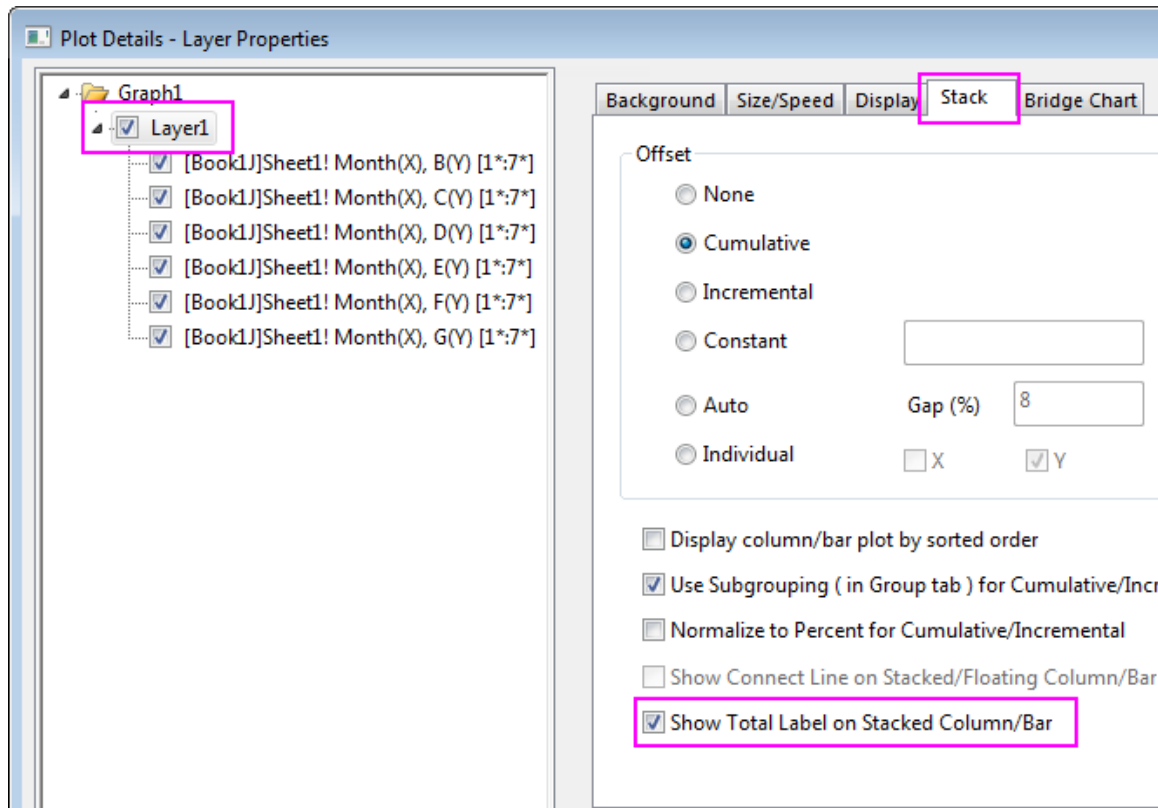 Plot Details - Layer Properties
Graph1
Layer1
[Book1J]Sheet1! Month(X), B(Y) [1*:7*]
[Book1J]Sheet1! Month(X), C(Y) [1*:7*]
[Book1J]Sheet1! Month(X), D(Y) [1*:7*]
[Book1J]Sheet1! Month(X), E(Y) [1*:7*]
[Book1J]Sheet1! Month(X), F(Y) [1*:7*]
[Book1J]Sheet1! Month(X), G(Y) [1*:7*]
Background Size/Speed Display Stack Bridge Chart
Offset
None
Cumulative
Incremental
Constant
Auto Gap (%) 8
Individual X Y
Display column/bar plot by sorted order
Use Subgrouping ( in Group tab ) for Cumulative/Incr
Normalize to Percent for Cumulative/Incremental
Show Connect Line on Stacked/Floating Column/Bar
Show Total Label on Stacked Column/Bar